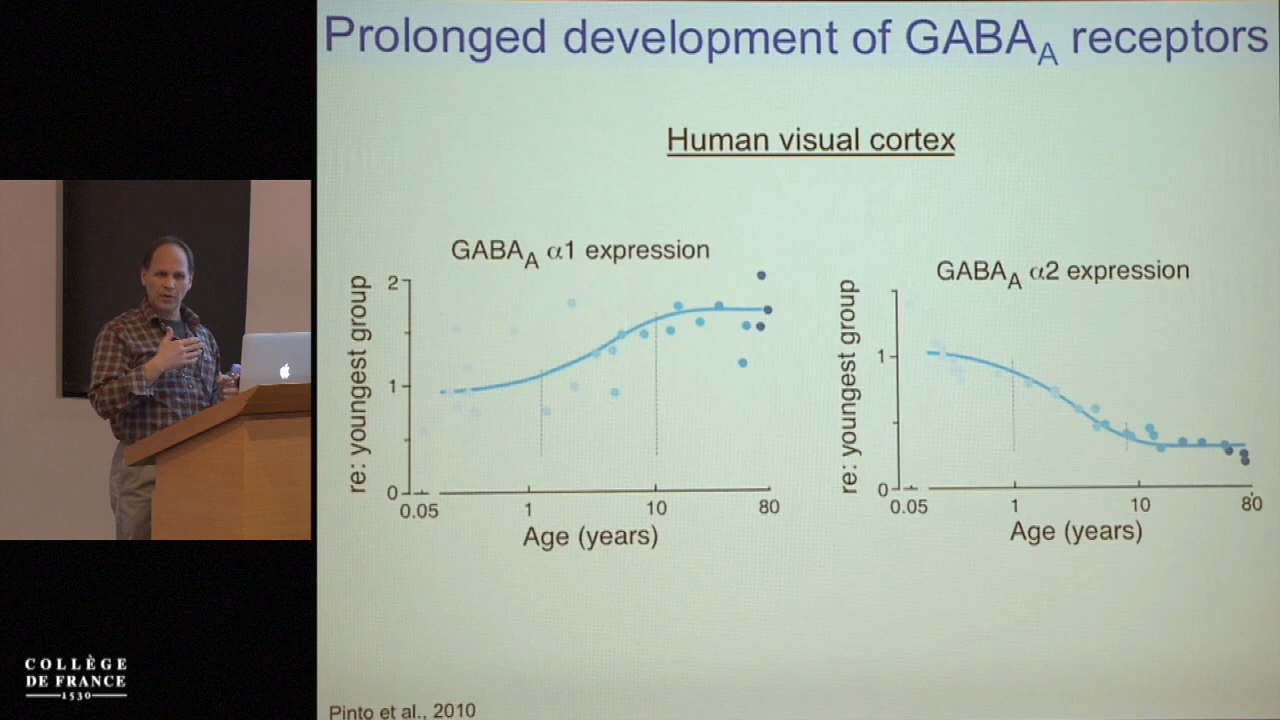 Prolonged development of GABAA receptors
Human visual cortex
GABAA α1 expression
re: youngest group
2
1
0
0.05
1
10
80
Age (years)
GABAA α2 expression
re: youngest group
1
0
0.05
1
10
80
Age (years)
COLLÈGE
DE FRANCE
1530
Pinto et al., 2010